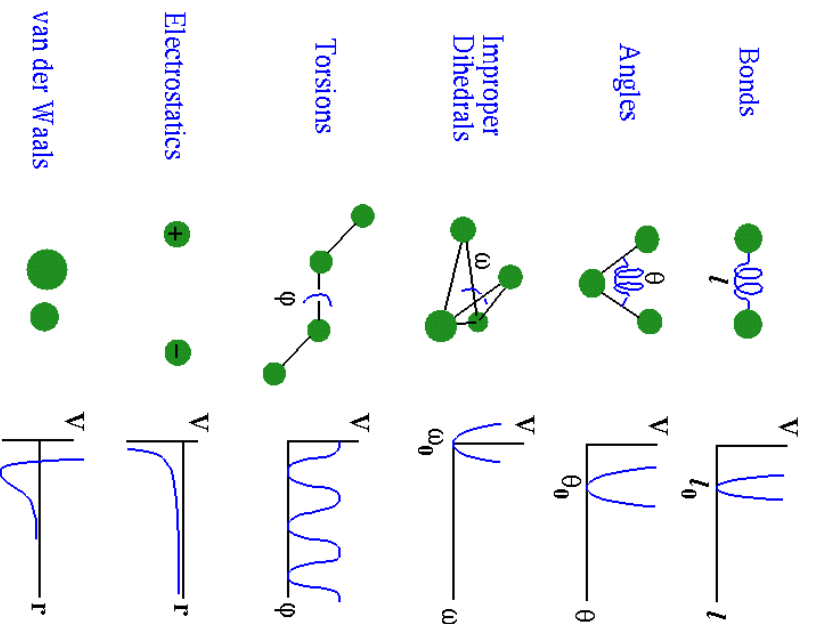 Bonds
l
V
l₀
l
Angles
θ
V
θ₀
θ
Improper
Dihedrals
ω
V
ω₀
ω
Torsions
φ
V
φ
Electrostatics
+
−
V
r
van der Waals
V
r